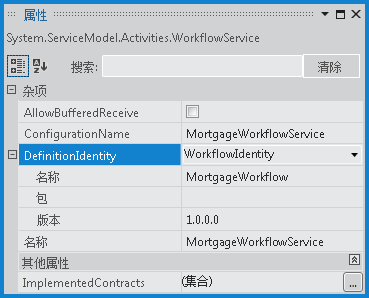 属性
System.ServiceModel.Activities.WorkflowService
搜索: 清除
杂项
AllowBufferedReceive
ConfigurationName MortgageWorkflowService
DefinitionIdentity WorkflowIdentity
名称 MortgageWorkflow
包
版本 1.0.0.0
名称 MortgageWorkflowService
其他属性
ImplementedContracts (集合) ...